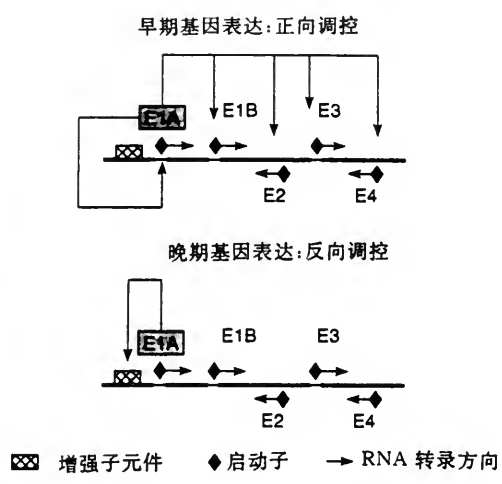 早期基因表达:正向调控
E1A
E1B
E3
E2
E4
晚期基因表达:反向调控
E1A
E1B
E3
E2
E4
增强子元件
启动子
RNA 转录方向